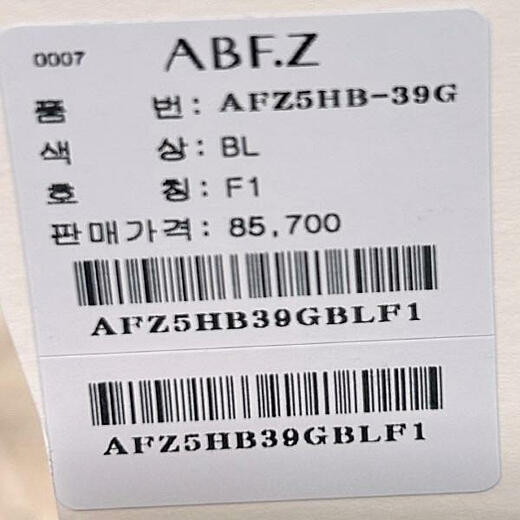 0007 ABF.Z
품 번 : AFZ5HB-39G
색 상 : BL
호 칭 : F1
판매가격 : 85,700
AFZ5HB39GBLF1
AFZ5HB39GBLF1